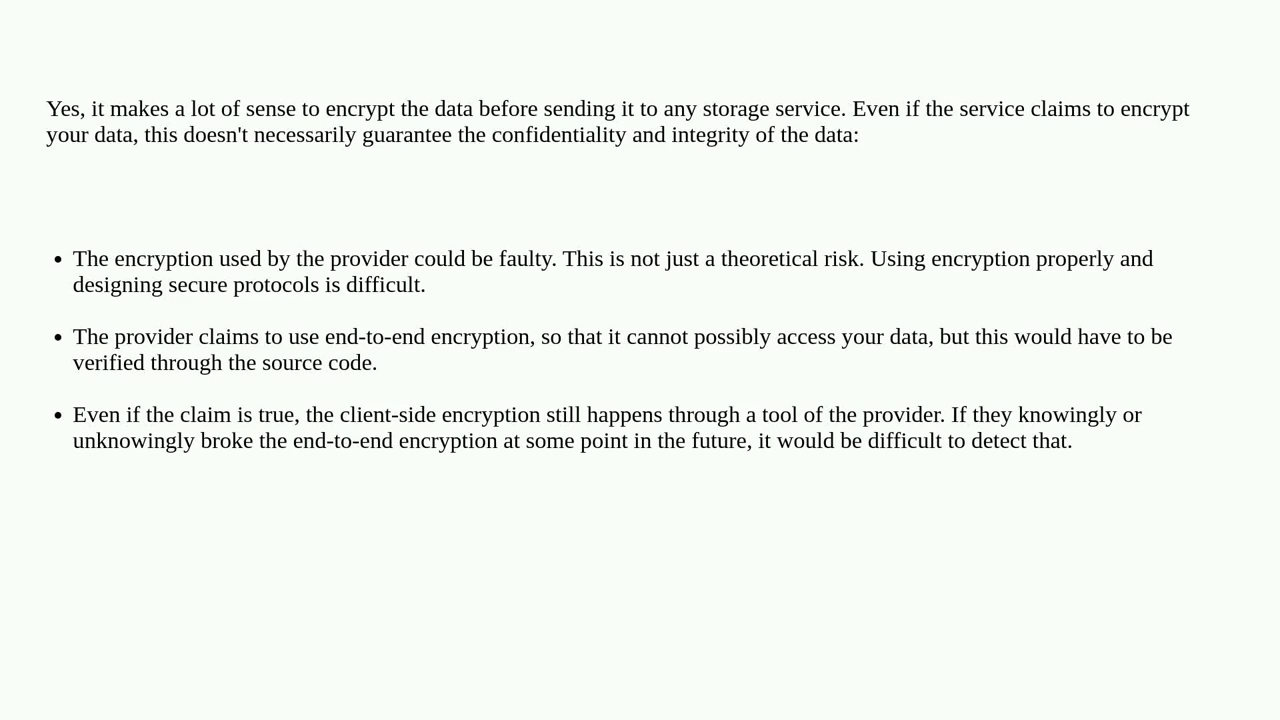 Yes, it makes a lot of sense to encrypt the data before sending it to any storage service. Even if the service claims to encrypt
your data, this doesn't necessarily guarantee the confidentiality and integrity of the data:
• The encryption used by the provider could be faulty. This is not just a theoretical risk. Using encryption properly and
designing secure protocols is difficult.
• The provider claims to use end-to-end encryption, so that it cannot possibly access your data, but this would have to be
verified through the source code.
• Even if the claim is true, the client-side encryption still happens through a tool of the provider. If they knowingly or
unknowingly broke the end-to-end encryption at some point in the future, it would be difficult to detect that.